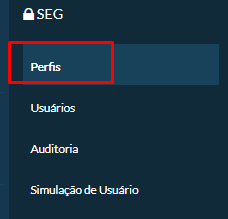 SEG
Perfis
Usuários
Auditoria
Simulação de Usuário